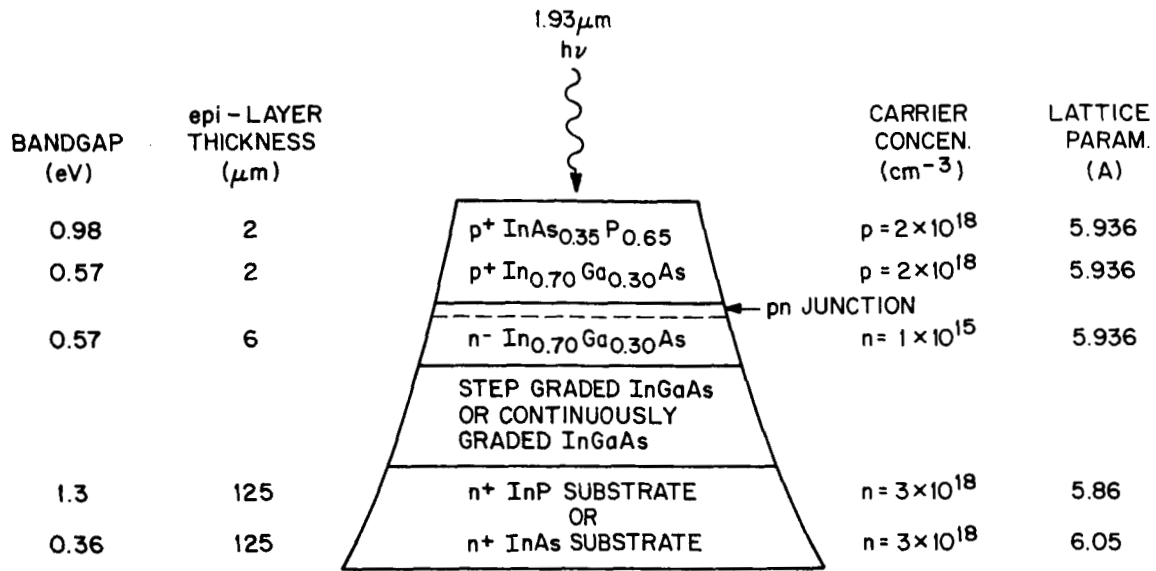 1.93μm
hν
BANDGAP
(eV)
epi-LAYER
THICKNESS
(μm)
CARRIER
CONCEN.
(cm⁻³)
LATTICE
PARAM.
(A)
0.98 2 p⁺ InAs₀.₃₅ P₀.₆₅ p = 2×10¹⁸ 5.936
0.57 2 p⁺ In₀.₇₀ Ga₀.₃₀ As p = 2×10¹⁸ 5.936
pn JUNCTION
0.57 6 n- In₀.₇₀ Ga₀.₃₀ As n = 1×10¹⁵ 5.936
STEP GRADED InGaAs
OR CONTINUOUSLY
GRADED InGaAs
1.3 125 n⁺ InP SUBSTRATE n = 3×10¹⁸ 5.86
OR
0.36 125 n⁺ InAs SUBSTRATE n = 3×10¹⁸ 6.05